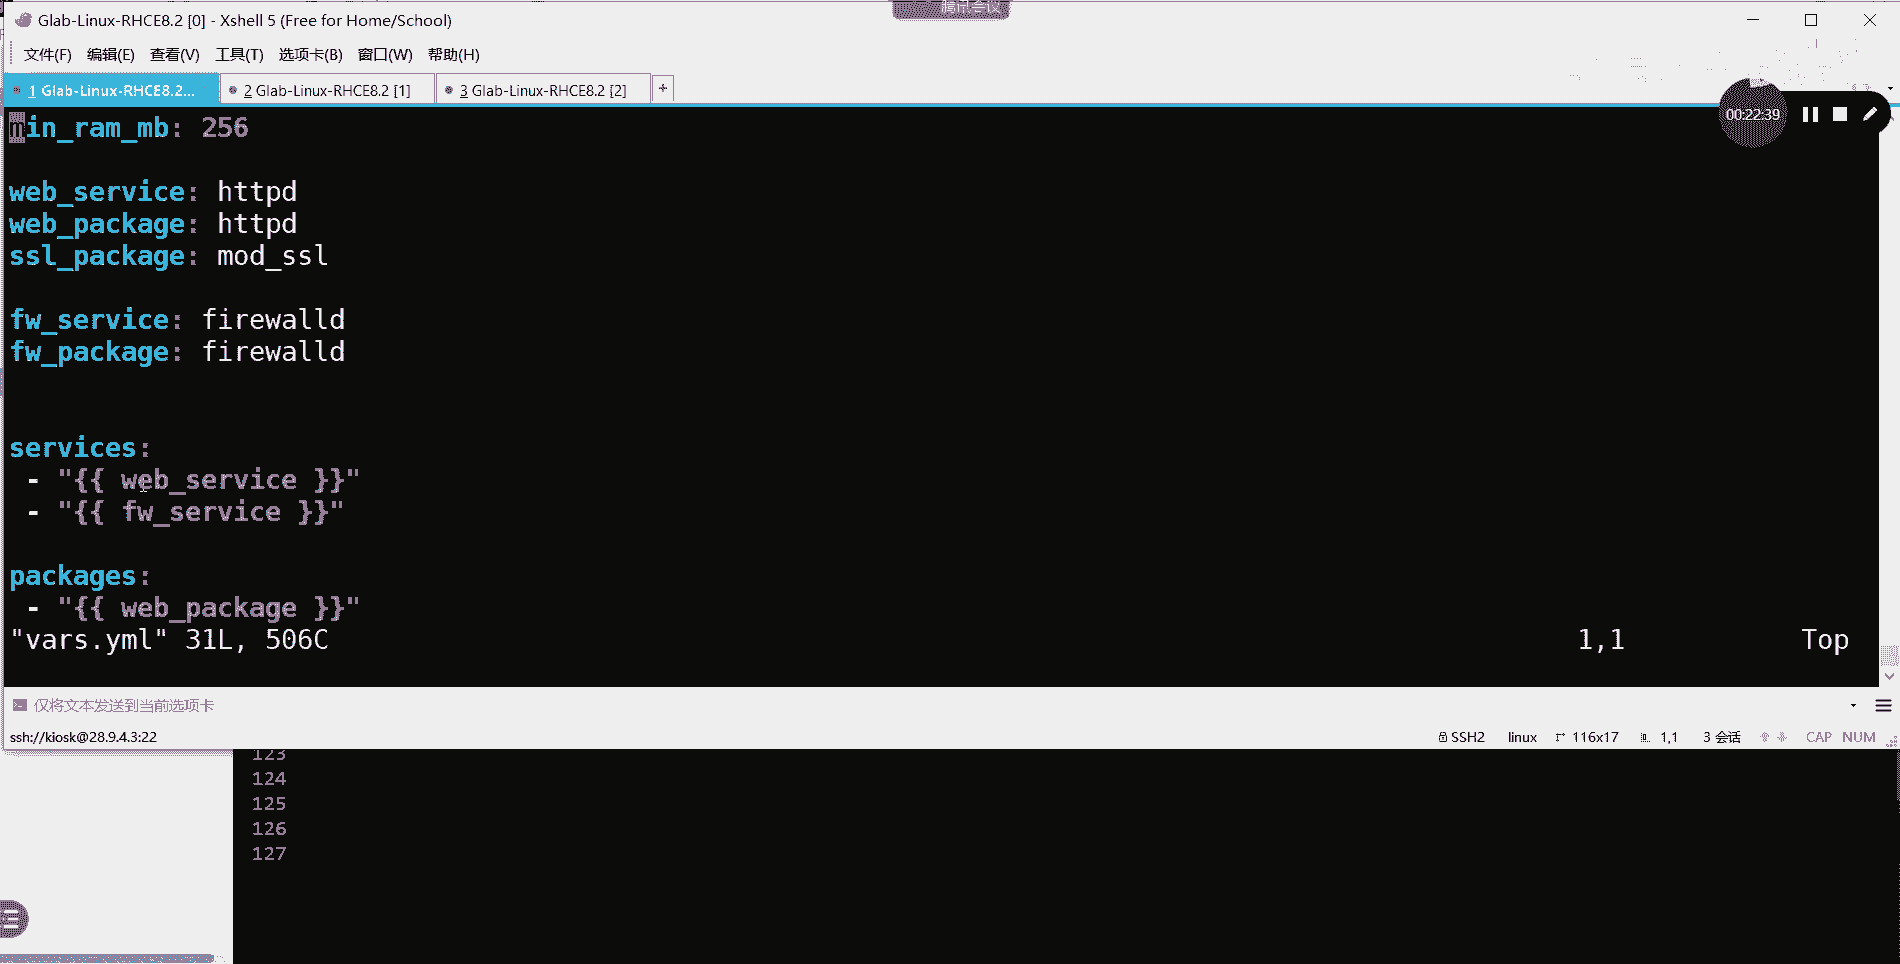 腾讯会议
Glab-Linux-RHCE8.2 [0] - Xshell 5 (Free for Home/School)
文件(F) 编辑(E) 查看(V) 工具(T) 选项卡(B) 窗口(W) 帮助(H)
1 Glab-Linux-RHCE8.2... 2 Glab-Linux-RHCE8.2 [1] 3 Glab-Linux-RHCE8.2 [2] +
00:22:39
min_ram_mb: 256
web_service: httpd
web_package: httpd
ssl_package: mod_ssl
fw_service: firewalld
fw_package: firewalld
services:
- "{{ web_service }}"
- "{{ fw_service }}"
packages:
- "{{ web_package }}"
"vars.yml" 31L, 506C 1,1 Top
仅将文本发送到当前选项卡
ssh://kiosk@28.9.4.3:22 SSH2 linux 116x17 1,1 3 会话 CAP NUM
123
124
125
126
127